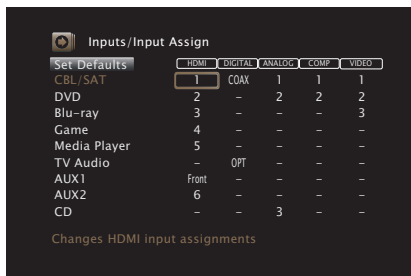 Inputs/Input Assign
Set Defaults HDMI DIGITAL ANALOG COMP VIDEO
CBL/SAT 1 COAX 1 1 1
DVD 2 – 2 2 2
Blu-ray 3 – – – 3
Game 4 – – – –
Media Player 5 – – – –
TV Audio – OPT – – –
AUX1 Front – – – –
AUX2 6 – – – –
CD – – 3 – –
Changes HDMI input assignments